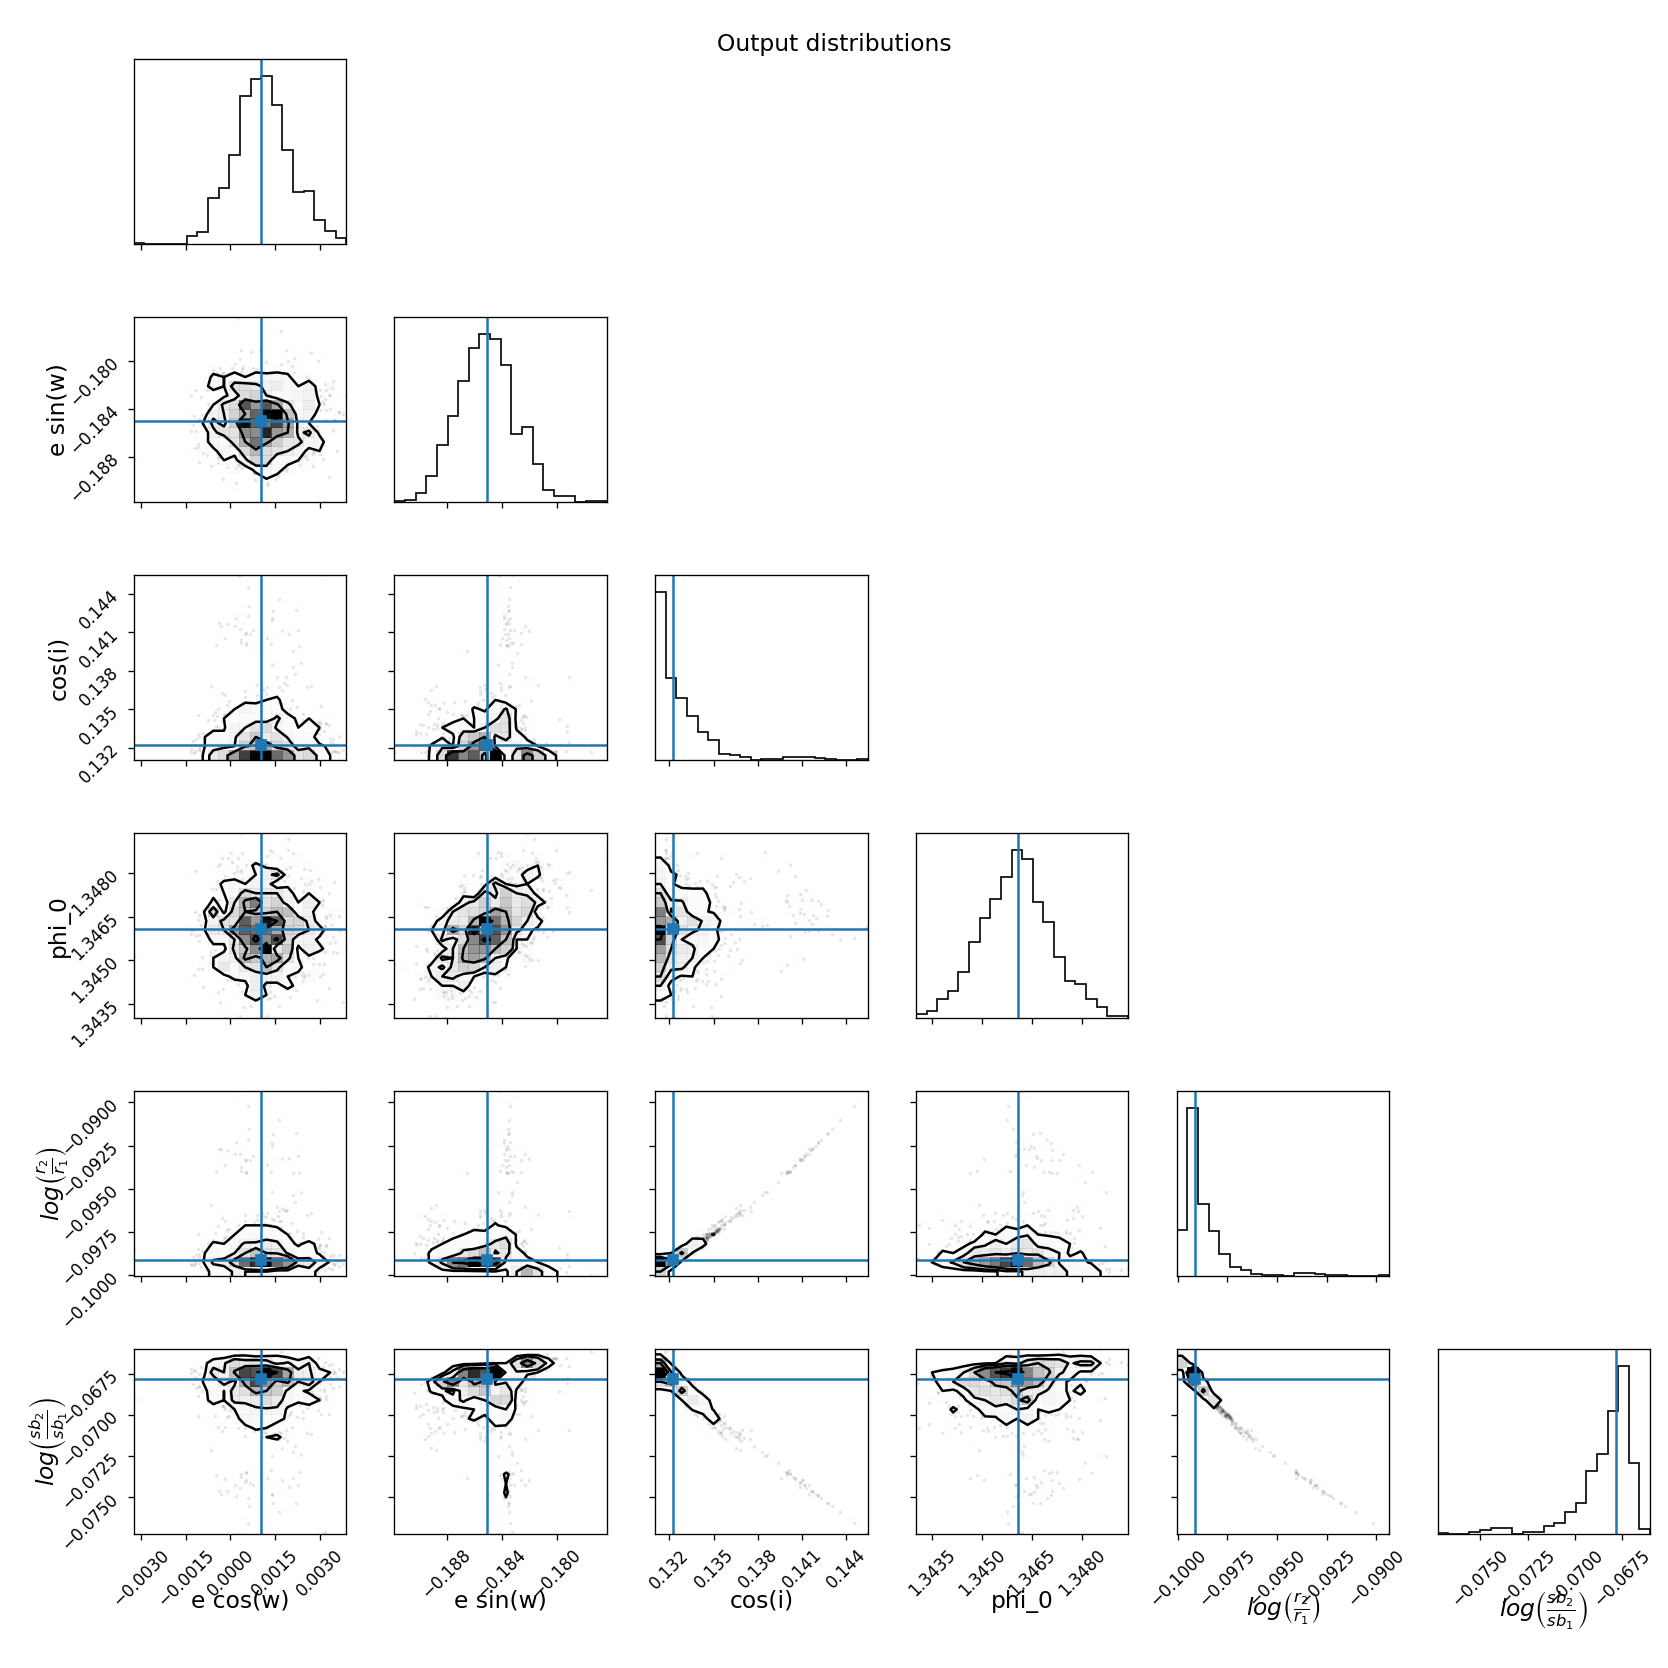 Output distributions
e sin(w)
−0.180
−0.184
−0.188
cos(i)
0.144
0.141
0.138
0.135
0.132
phi_0
1.3480
1.3465
1.3450
1.3435
log(r₂/r₁)
−0.0900
−0.0925
−0.0950
−0.0975
−0.1000
log(sb₂/sb₁)
−0.0675
−0.0700
−0.0725
−0.0750
−0.0030 −0.0015 0.0000 0.0015 0.0030 −0.188 −0.184 −0.180 0.132 0.135 0.138 0.141 0.144 1.3435 1.3450 1.3465 1.3480 −0.1000 −0.0975 −0.0950 −0.0925 −0.0900 −0.0750 −0.0725 −0.0700 −0.0675
e cos(w) e sin(w) cos(i) phi_0 log(r₂/r₁) log(sb₂/sb₁)